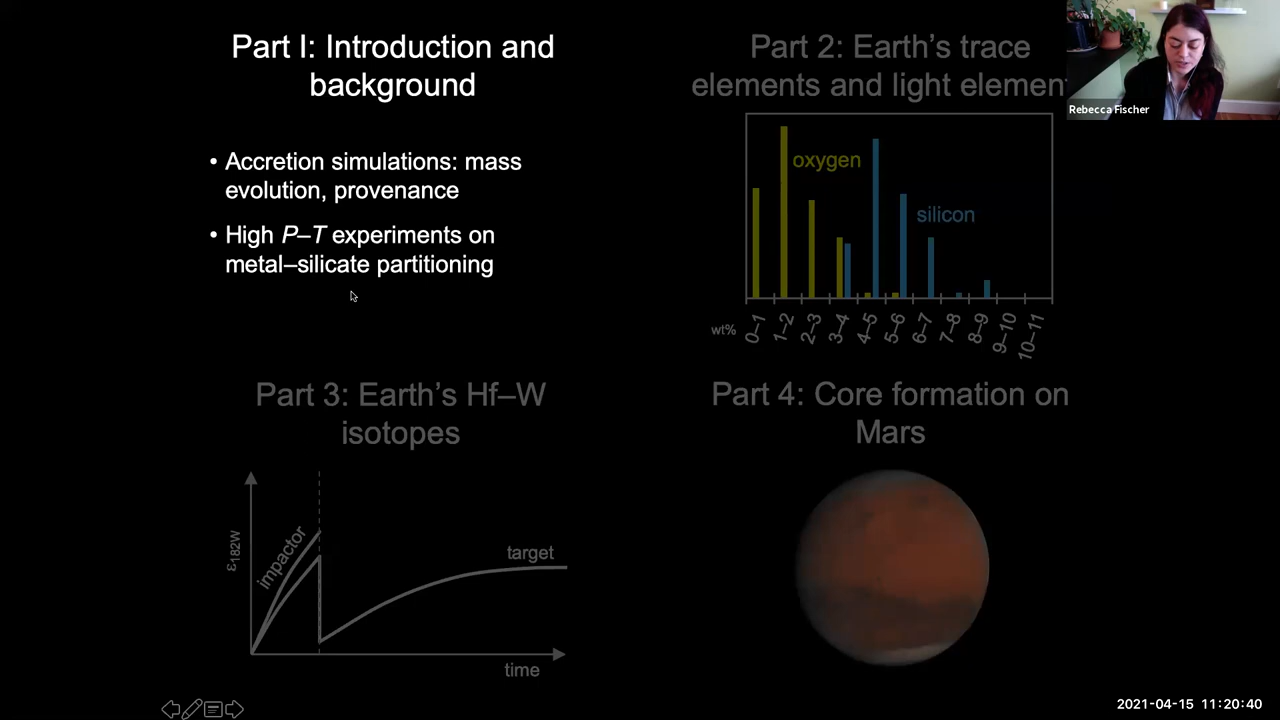 Part I: Introduction and
background
• Accretion simulations: mass
evolution, provenance
• High P–T experiments on
metal–silicate partitioning
Part 2: Earth's trace
elements and light element
oxygen
silicon
wt%
0–1
1–2
2–3
3–4
4–5
5–6
6–7
7–8
8–9
9–10
10–11
Rebecca Fischer
Part 3: Earth's Hf–W
isotopes
ε182W
impactor
target
time
Part 4: Core formation on
Mars
2021-04-15 11:20:40